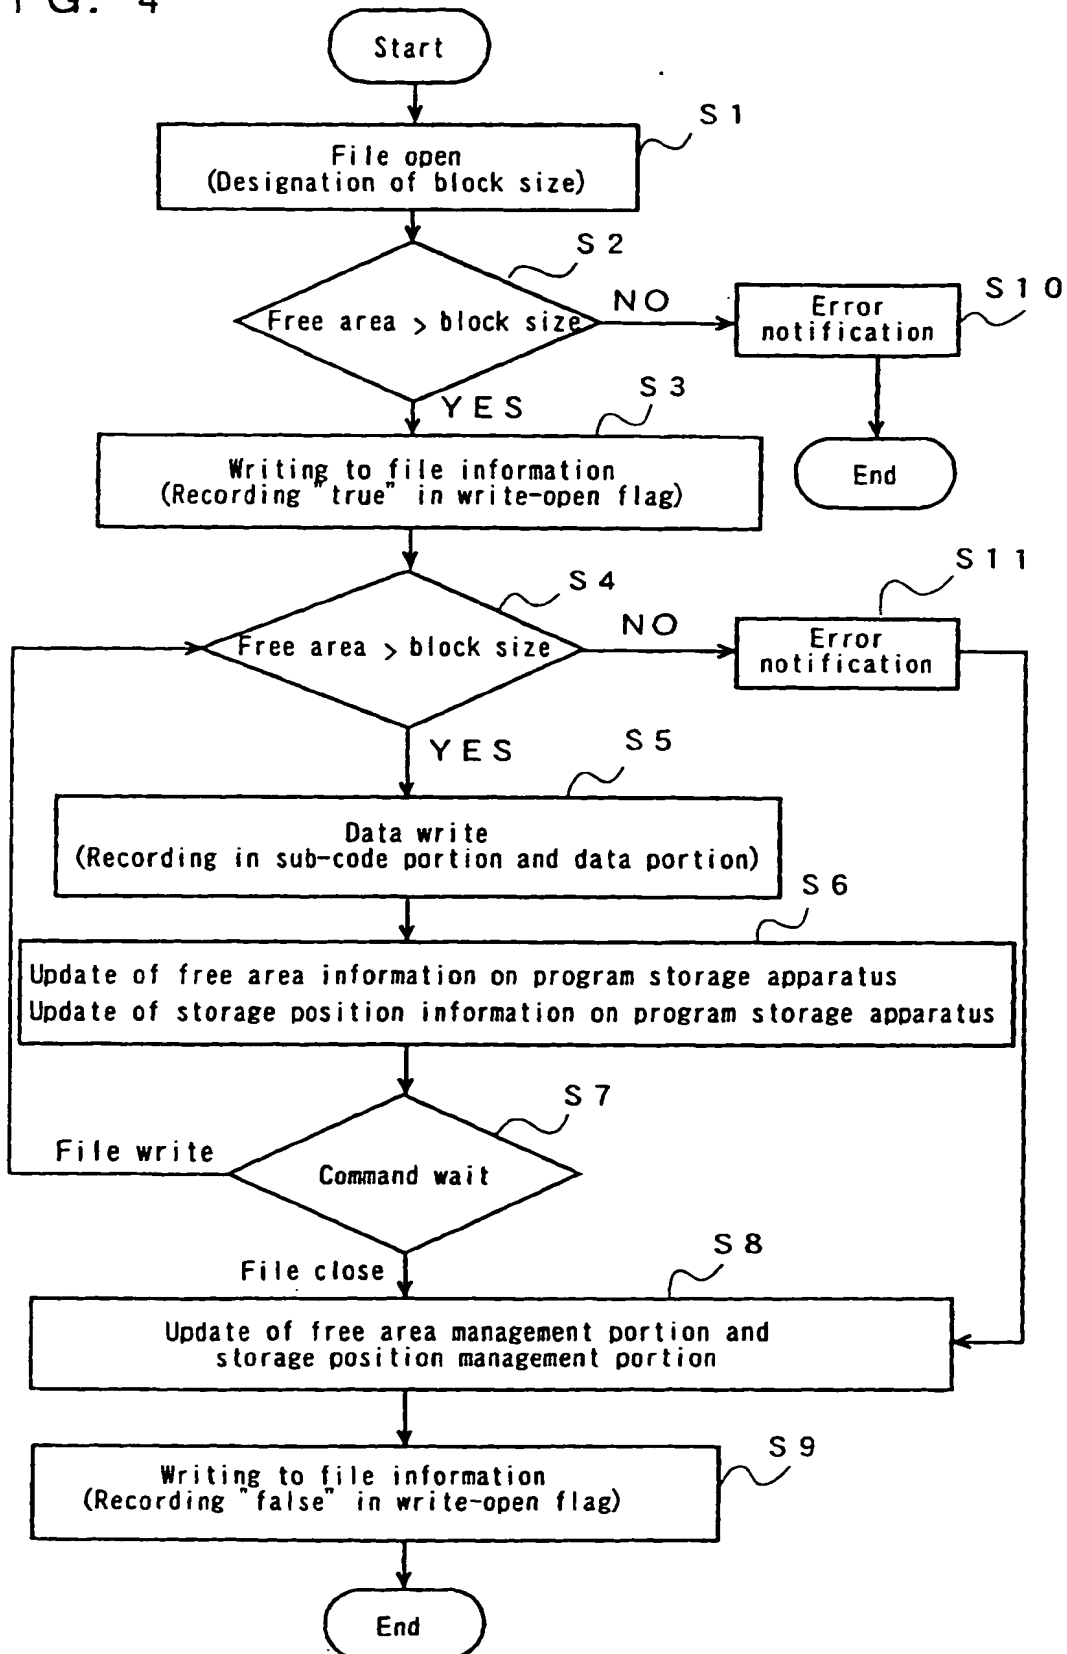 FG. 4
Start
S1
File open
(Designation of block size)
S2
Free area > block size
NO
S10
Error
notification
YES
End
S3
Writing to file information
(Recording "true" in write-open flag)
S4
Free area > block size
NO
S11
Error
notification
YES
S5
Data write
(Recording in sub-code portion and data portion)
S6
Update of free area information on program storage apparatus
Update of storage position information on program storage apparatus
S7
File write
Command wait
File close
S8
Update of free area management portion and
storage position management portion
S9
Writing to file information
(Recording "false" in write-open flag)
End